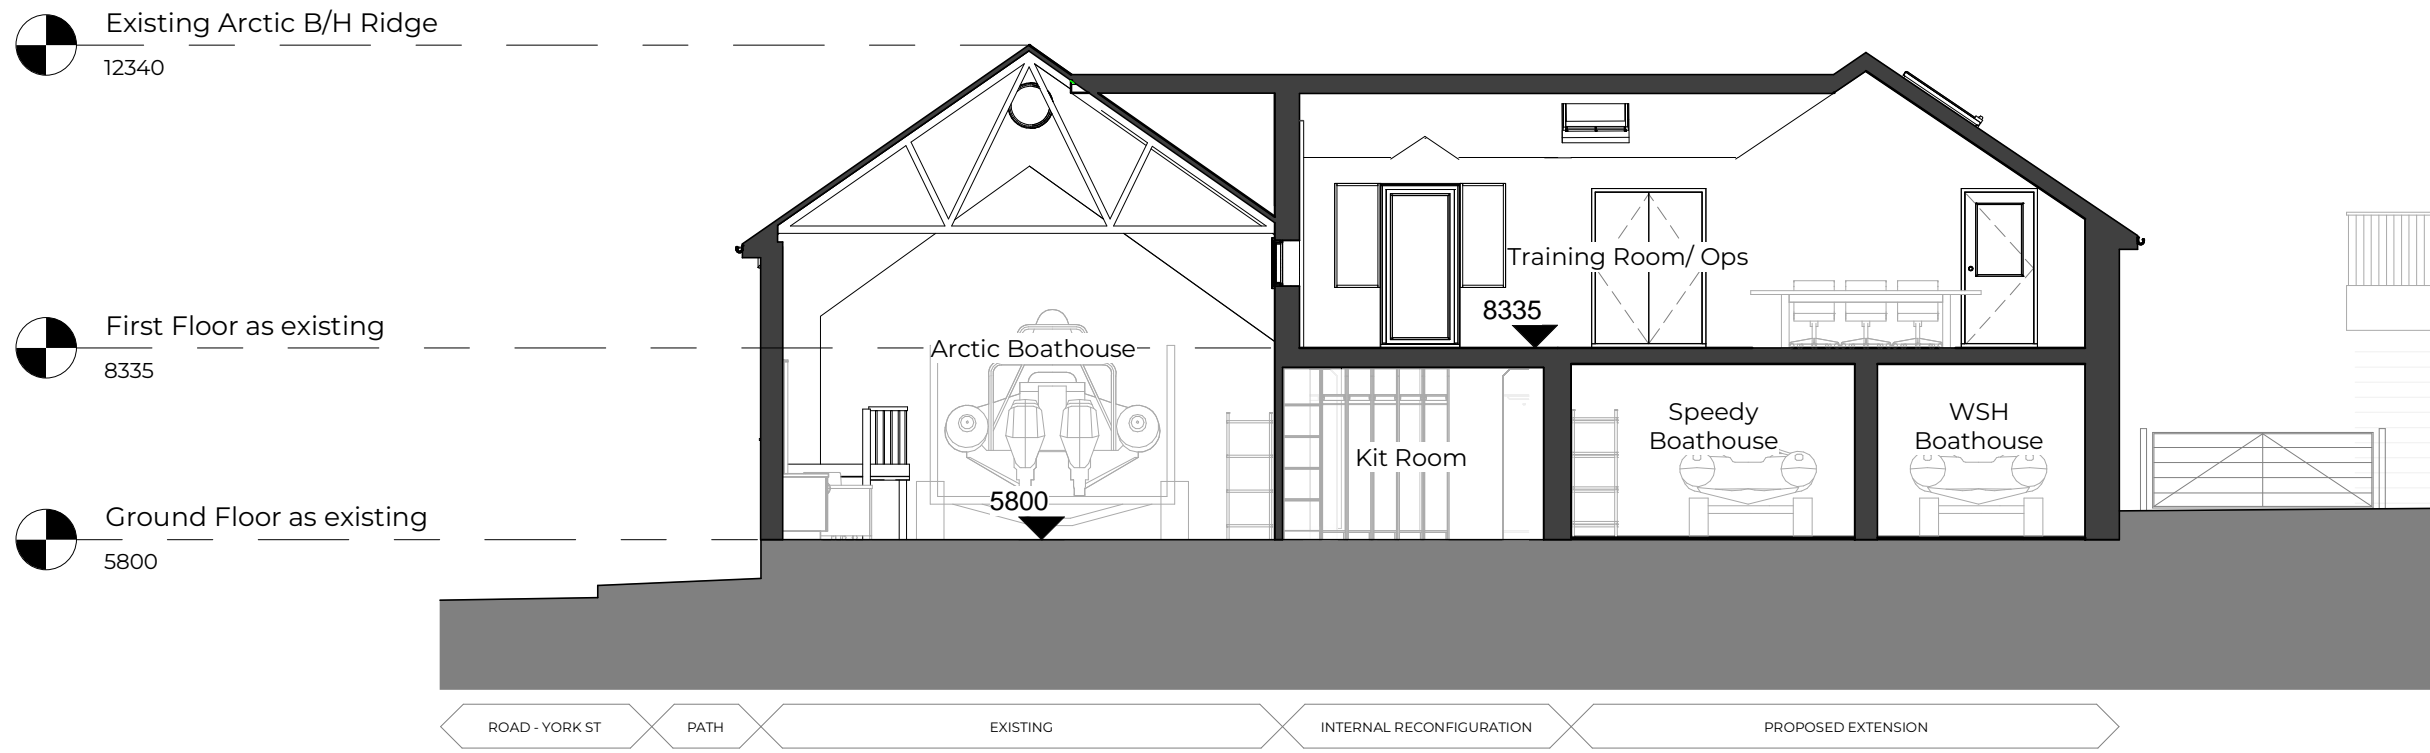 Existing Arctic B/H Ridge
12340
First Floor as existing
8335
Ground Floor as existing
5800
Arctic Boathouse
5800
Training Room/ Ops
8335
Kit Room
Speedy
Boathouse
WSH
Boathouse
ROAD - YORK ST
PATH
EXISTING
INTERNAL RECONFIGURATION
PROPOSED EXTENSION